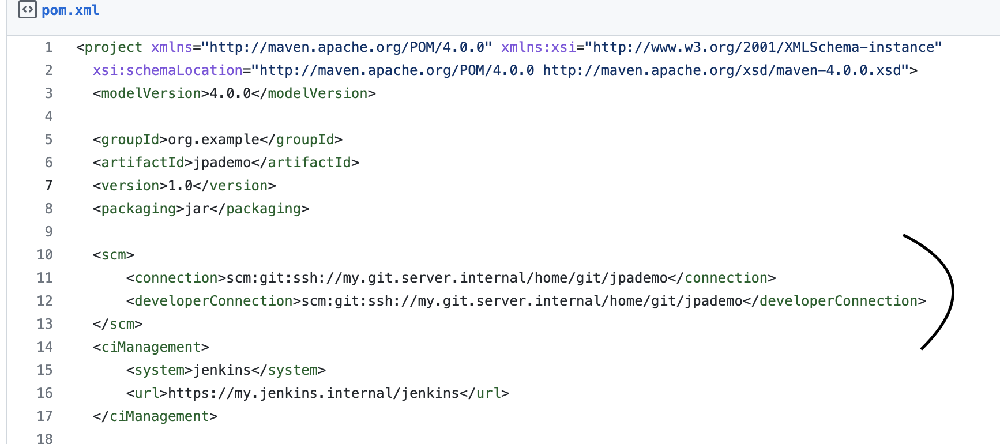 pom.xml
1 <project xmlns="http://maven.apache.org/POM/4.0.0" xmlns:xsi="http://www.w3.org/2001/XMLSchema-instance"
2   xsi:schemaLocation="http://maven.apache.org/POM/4.0.0 http://maven.apache.org/xsd/maven-4.0.0.xsd">
3   <modelVersion>4.0.0</modelVersion>
4
5   <groupId>org.example</groupId>
6   <artifactId>jpademo</artifactId>
7   <version>1.0</version>
8   <packaging>jar</packaging>
9
10   <scm>
11       <connection>scm:git:ssh://my.git.server.internal/home/git/jpademo</connection>
12       <developerConnection>scm:git:ssh://my.git.server.internal/home/git/jpademo</developerConnection>
13   </scm>
14   <ciManagement>
15       <system>jenkins</system>
16       <url>https://my.jenkins.internal/jenkins</url>
17   </ciManagement>
18